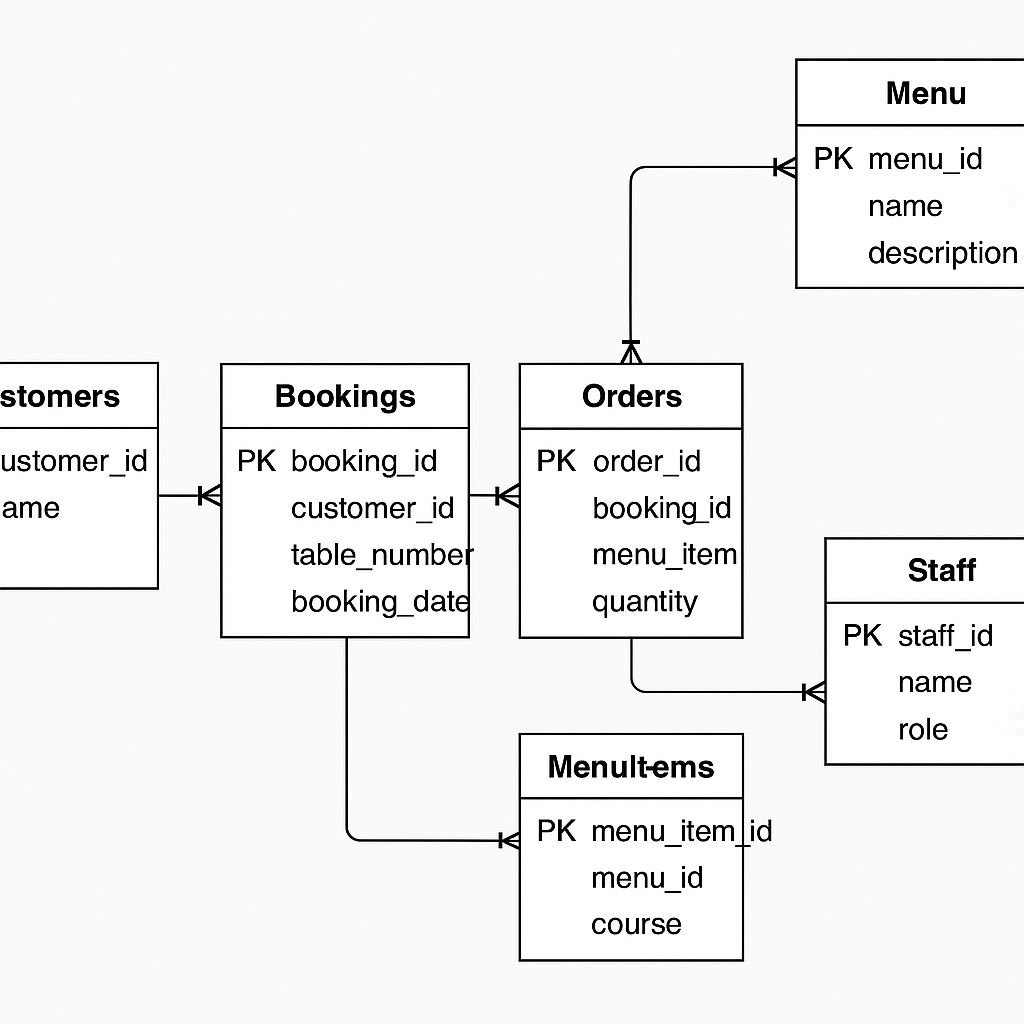 Menu
PK menu_id
name
description
stomers
ustomer_id
ame
Bookings
PK booking_id
customer_id
table_number
booking_date
Orders
PK order_id
booking_id
menu_item
quantity
Staff
PK staff_id
name
role
MenuIt-ems
PK menu_item_id
menu_id
course